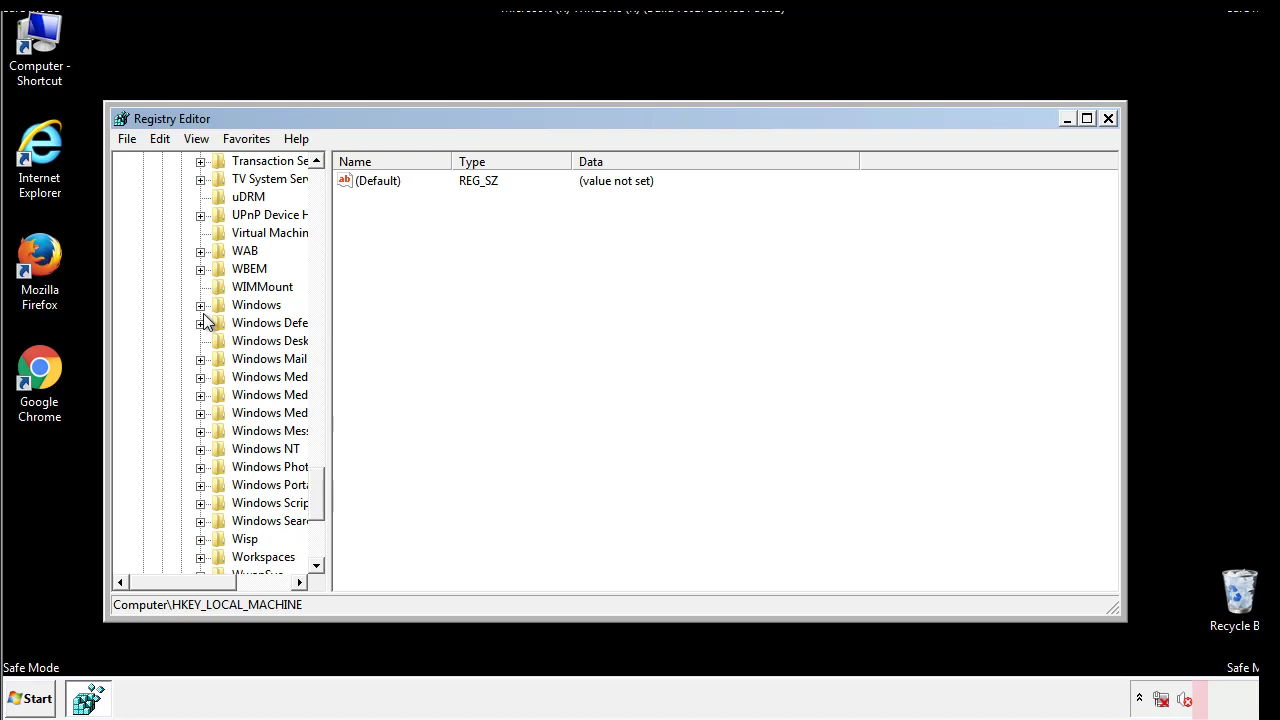 Computer -
Shortcut
Internet
Explorer
Mozilla
Firefox
Google
Chrome
Registry Editor
File Edit View Favorites Help
Transaction Se
TV System Serv
uDRM
UPnP Device H
Virtual Machin
WAB
WBEM
WIMMount
Windows
Windows Defe
Windows Desk
Windows Mail
Windows Med
Windows Med
Windows Med
Windows Mess
Windows NT
Windows Phot
Windows Porta
Windows Scrip
Windows Sear
Wisp
Workspaces
Name Type Data
(Default) REG_SZ (value not set)
Computer\HKEY_LOCAL_MACHINE
Recycle B
Safe Mode
Safe M
Start